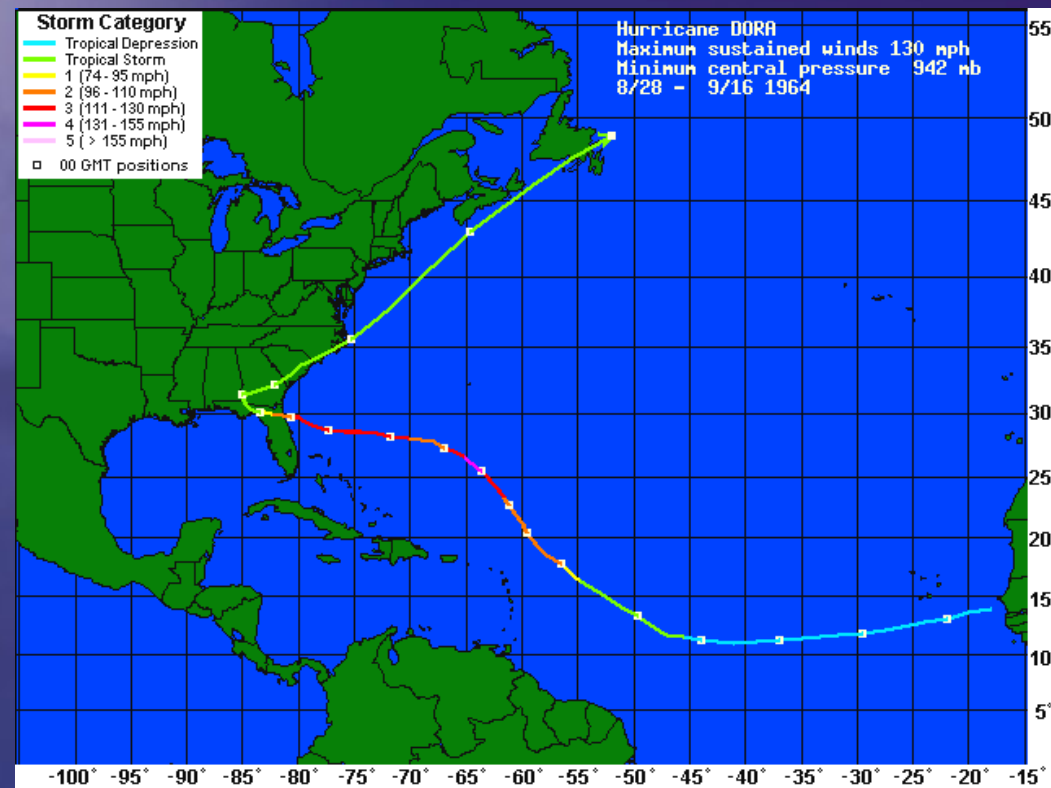 Storm Category
Tropical Depression
Tropical Storm
1 (74-95 mph)
2 (96-110 mph)
3 (111-130 mph)
4 (131-155 mph)
5 ( > 155 mph)
00 GMT positions
Hurricane DORA
Maximum sustained winds 130 mph
Minimum central pressure 942 mb
8/28 - 9/16 1964
55
50
45
40
35
30
25
20
15
10
5°
-100° -95° -90° -85° -80° -75° -70° -65° -60° -55° -50° -45° -40° -35° -30° -25° -20° -15°